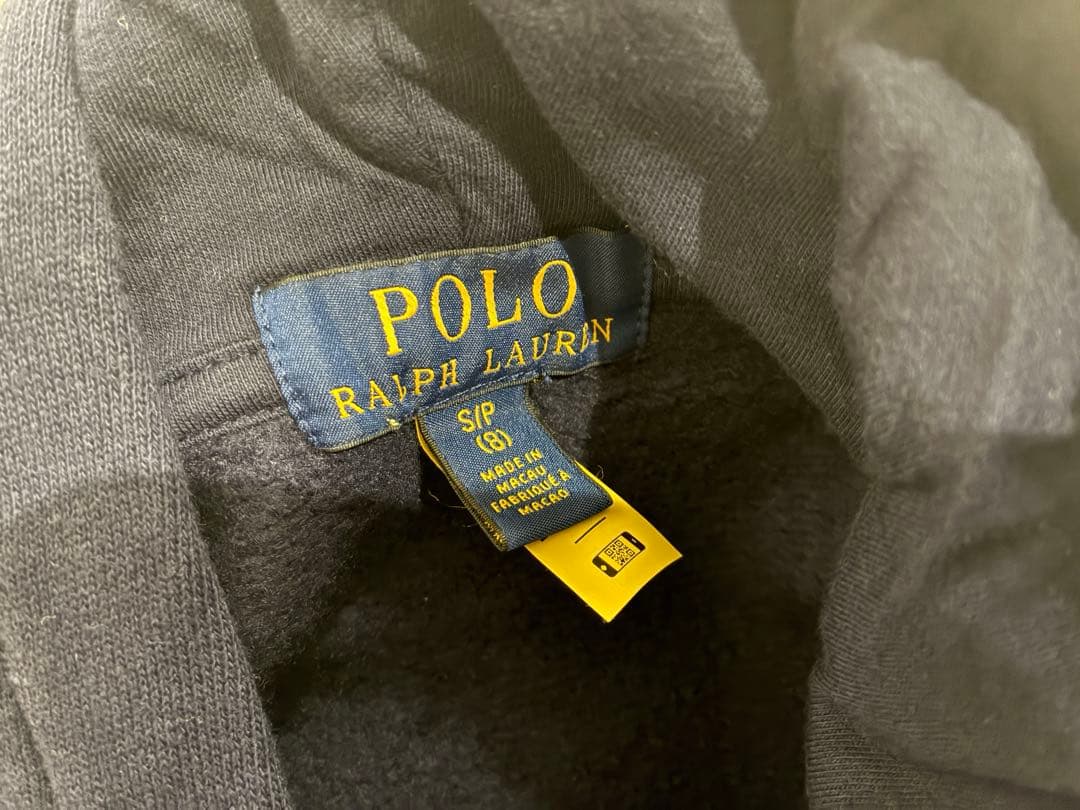 POLO
RALPH LAUREN
S/P
(8)
MADE IN
MACAU
FABRIQUÉ À
MACAO